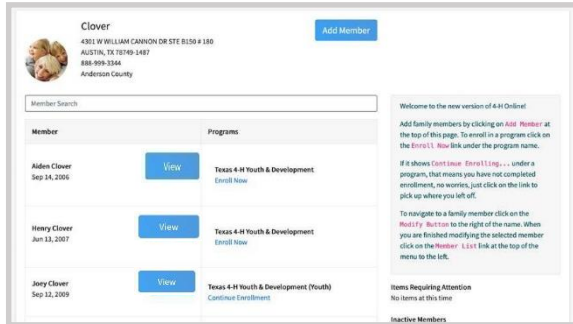 Clover
4301 W WILLIAM CANNON DR STE B150 # 180
AUSTIN, TX 78749-1487
888-999-3344
Anderson County
Add Member
Member Search
Member
Programs
Aiden Clover
Sep 14, 2006
View
Texas 4-H Youth & Development
Enroll Now
Henry Clover
Jun 13, 2007
View
Texas 4-H Youth & Development
Enroll Now
Joey Clover
Sep 12, 2009
View
Texas 4-H Youth & Development (Youth)
Continue Enrollment
Welcome to the new version of 4-H Online!
Add family members by clicking on Add Member at
the top of this page. To enroll in a program click on
the Enroll Now link under the program name.
If it shows Continue Enrolling... under a
program, that means you have not completed
enrollment, no worries, just click on the link to
pick up where you left off.
To navigate to a family member click on the
Modify Button to the right of the name. When
you are finished modifying the selected member
click on the Member List link at the top of the
menu to the left.
Items Requiring Attention
No items at this time
Inactive Members